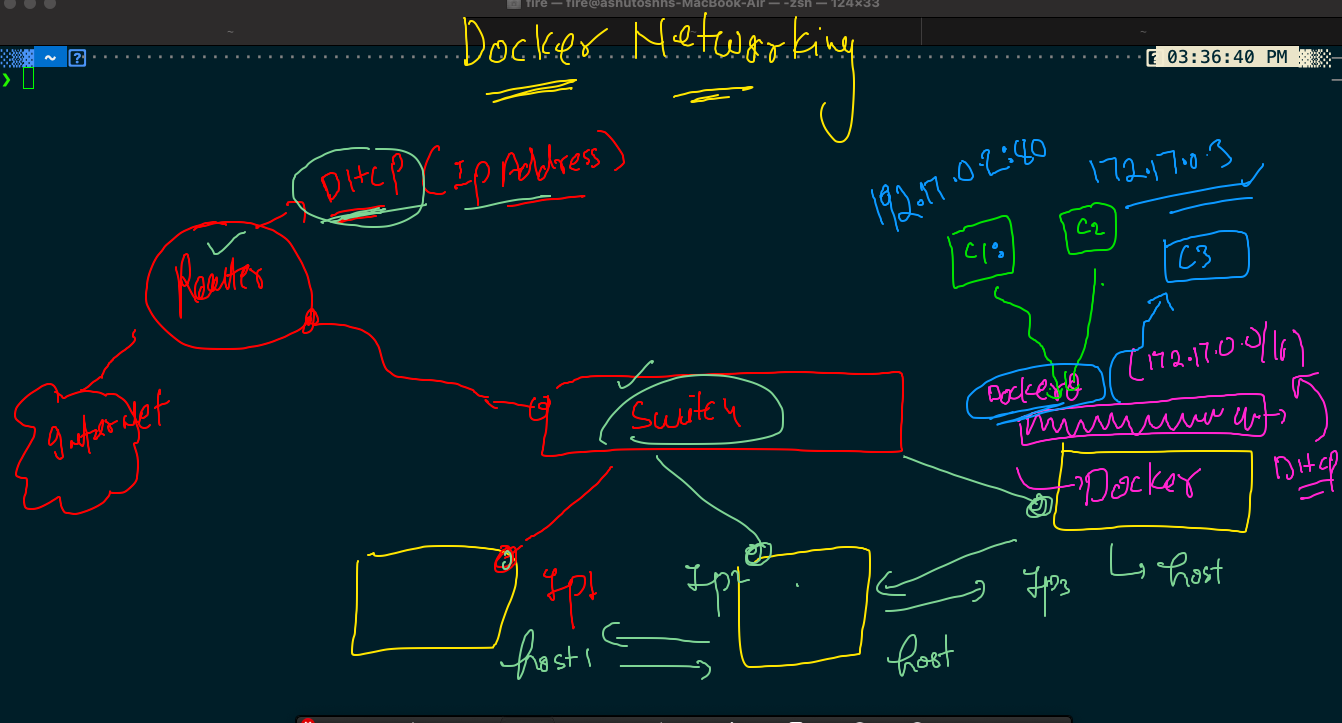 fire — fire@ashutoshhs-MacBook-Air — -zsh — 124×33
~
~
~
03:36:40 PM
Docker Networking
DHCP (Ip Address)
192.17.0.2:80
172.17.0.3
C1:
C2
C3
Router
(172.17.0.0/16)
Docker0
Switch
DHCP
Docker
Ip1
Ip2
Ip3
host
host1
host